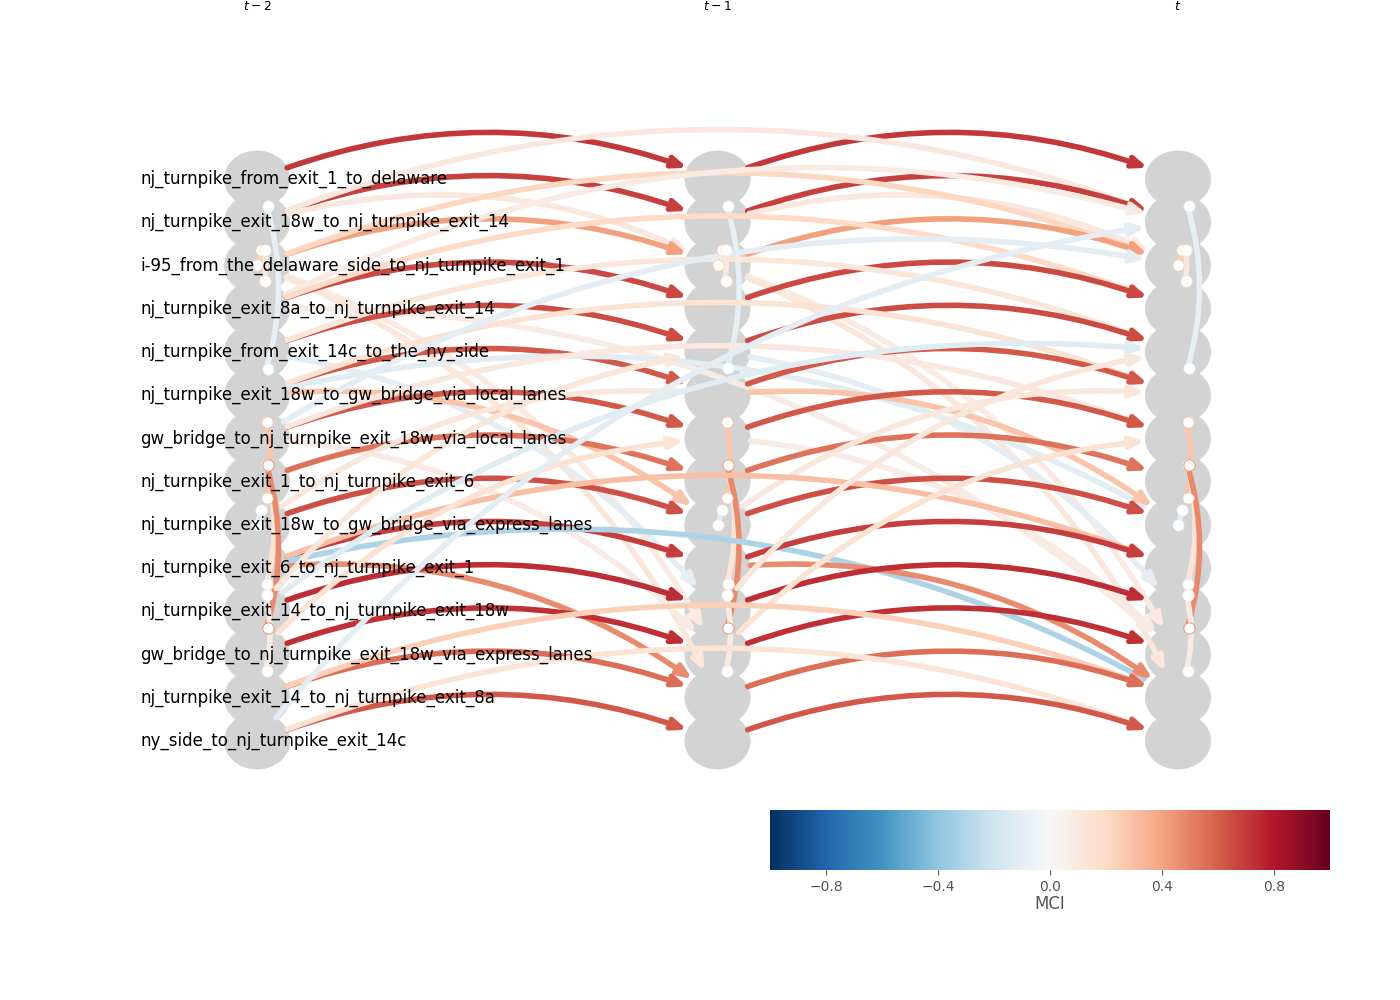 t − 2 t − 1 t
nj_turnpike_from_exit_1_to_delaware
nj_turnpike_exit_18w_to_nj_turnpike_exit_14
i-95_from_the_delaware_side_to_nj_turnpike_exit_1
nj_turnpike_exit_8a_to_nj_turnpike_exit_14
nj_turnpike_from_exit_14c_to_the_ny_side
nj_turnpike_exit_18w_to_gw_bridge_via_local_lanes
gw_bridge_to_nj_turnpike_exit_18w_via_local_lanes
nj_turnpike_exit_1_to_nj_turnpike_exit_6
nj_turnpike_exit_18w_to_gw_bridge_via_express_lanes
nj_turnpike_exit_6_to_nj_turnpike_exit_1
nj_turnpike_exit_14_to_nj_turnpike_exit_18w
gw_bridge_to_nj_turnpike_exit_18w_via_express_lanes
nj_turnpike_exit_14_to_nj_turnpike_exit_8a
ny_side_to_nj_turnpike_exit_14c
−0.8 −0.4 0.0 0.4 0.8
MCI